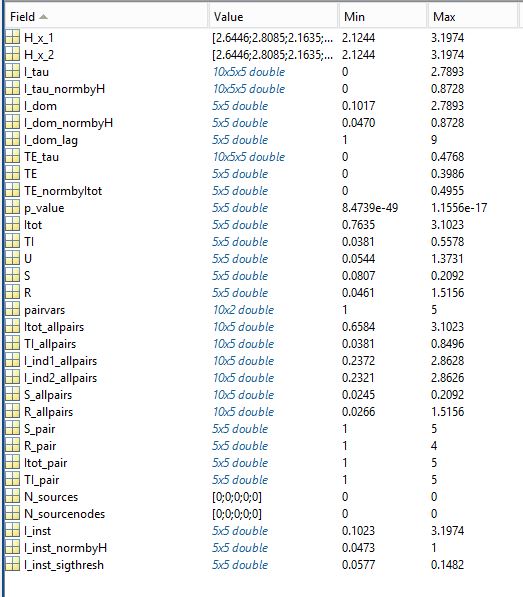 Field Value Min Max
H_x_1 [2.6446;2.8085;2.1635;... 2.1244 3.1974
H_x_2 [2.6446;2.8085;2.1635;... 2.1244 3.1974
I_tau 10x5x5 double 0 2.7893
I_tau_normbyH 10x5x5 double 0 0.8728
I_dom 5x5 double 0.1017 2.7893
I_dom_normbyH 5x5 double 0.0470 0.8728
I_dom_lag 5x5 double 1 9
TE_tau 10x5x5 double 0 0.4768
TE 5x5 double 0 0.3986
TE_normbyItot 5x5 double 0 0.4955
p_value 5x5 double 8.4739e-49 1.1556e-17
Itot 5x5 double 0.7635 3.1023
TI 5x5 double 0.0381 0.5578
U 5x5 double 0.0544 1.3731
S 5x5 double 0.0807 0.2092
R 5x5 double 0.0461 1.5156
pairvars 10x2 double 1 5
Itot_allpairs 10x5 double 0.6584 3.1023
TI_allpairs 10x5 double 0.0381 0.8496
I_ind1_allpairs 10x5 double 0.2372 2.8628
I_ind2_allpairs 10x5 double 0.2321 2.8626
S_allpairs 10x5 double 0.0245 0.2092
R_allpairs 10x5 double 0.0266 1.5156
S_pair 5x5 double 1 5
R_pair 5x5 double 1 4
Itot_pair 5x5 double 1 5
TI_pair 5x5 double 1 5
N_sources [0;0;0;0;0] 0 0
N_sourcenodes [0;0;0;0;0] 0 0
I_inst 5x5 double 0.1023 3.1974
I_inst_normbyH 5x5 double 0.0473 1
I_inst_sigthresh 5x5 double 0.0577 0.1482